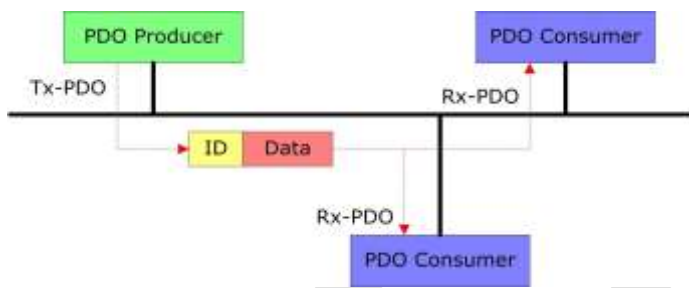 PDO Producer
PDO Consumer
Tx-PDO
Rx-PDO
ID
Data
Rx-PDO
PDO Consumer